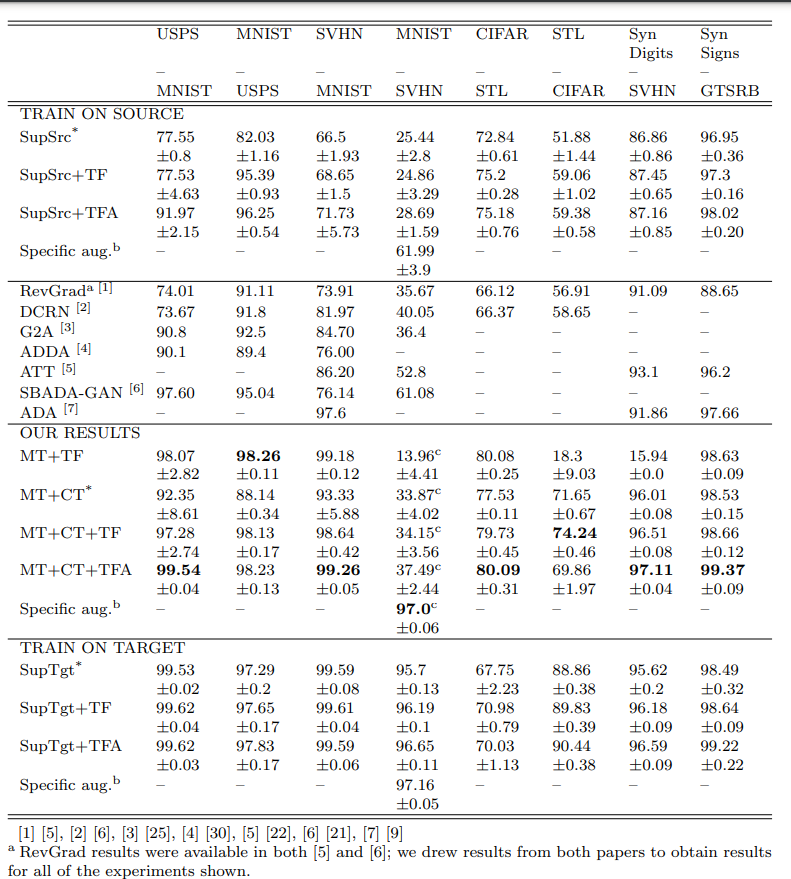 USPS MNIST SVHN MNIST CIFAR STL Syn Syn
Digits Signs
– – – – – – – –
MNIST USPS MNIST SVHN STL CIFAR SVHN GTSRB
TRAIN ON SOURCE
SupSrc* 77.55 82.03 66.5 25.44 72.84 51.88 86.86 96.95
±0.8 ±1.16 ±1.93 ±2.8 ±0.61 ±1.44 ±0.86 ±0.36
SupSrc+TF 77.53 95.39 68.65 24.86 75.2 59.06 87.45 97.3
±4.63 ±0.93 ±1.5 ±3.29 ±0.28 ±1.02 ±0.65 ±0.16
SupSrc+TFA 91.97 96.25 71.73 28.69 75.18 59.38 87.16 98.02
±2.15 ±0.54 ±5.73 ±1.59 ±0.76 ±0.58 ±0.85 ±0.20
Specific aug.b – – – 61.99 – – – –
±3.9
RevGrada [1] 74.01 91.11 73.91 35.67 66.12 56.91 91.09 88.65
DCRN [2] 73.67 91.8 81.97 40.05 66.37 58.65 – –
G2A [3] 90.8 92.5 84.70 36.4 – – – –
ADDA [4] 90.1 89.4 76.00 – – – – –
ATT [5] – – 86.20 52.8 – – 93.1 96.2
SBADA-GAN [6] 97.60 95.04 76.14 61.08 – – – –
ADA [7] – – 97.6 – – – 91.86 97.66
OUR RESULTS
MT+TF 98.07 98.26 99.18 13.96c 80.08 18.3 15.94 98.63
±2.82 ±0.11 ±0.12 ±4.41 ±0.25 ±9.03 ±0.0 ±0.09
MT+CT* 92.35 88.14 93.33 33.87c 77.53 71.65 96.01 98.53
±8.61 ±0.34 ±5.88 ±4.02 ±0.11 ±0.67 ±0.08 ±0.15
MT+CT+TF 97.28 98.13 98.64 34.15c 79.73 74.24 96.51 98.66
±2.74 ±0.17 ±0.42 ±3.56 ±0.45 ±0.46 ±0.08 ±0.12
MT+CT+TFA 99.54 98.23 99.26 37.49c 80.09 69.86 97.11 99.37
±0.04 ±0.13 ±0.05 ±2.44 ±0.31 ±1.97 ±0.04 ±0.09
Specific aug.b – – – 97.0c – – – –
±0.06
TRAIN ON TARGET
SupTgt* 99.53 97.29 99.59 95.7 67.75 88.86 95.62 98.49
±0.02 ±0.2 ±0.08 ±0.13 ±2.23 ±0.38 ±0.2 ±0.32
SupTgt+TF 99.62 97.65 99.61 96.19 70.98 89.83 96.18 98.64
±0.04 ±0.17 ±0.04 ±0.1 ±0.79 ±0.39 ±0.09 ±0.09
SupTgt+TFA 99.62 97.83 99.59 96.65 70.03 90.44 96.59 99.22
±0.03 ±0.17 ±0.06 ±0.11 ±1.13 ±0.38 ±0.09 ±0.22
Specific aug.b – – – 97.16 – – – –
±0.05
[1] [5], [2] [6], [3] [25], [4] [30], [5] [22], [6] [21], [7] [9]
a RevGrad results were available in both [5] and [6]; we drew results from both papers to obtain results
for all of the experiments shown.